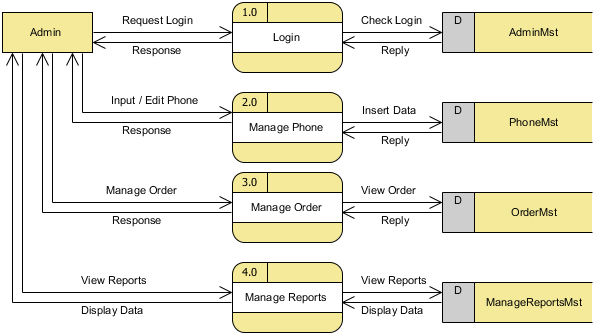 1.0
Request Login
Check Login
D
Admin
Login
AdminMst
Response
Reply
2.0
Input / Edit Phone
Insert Data
D
Manage Phone
PhoneMst
Response
Reply
3.0
Manage Order
View Order
D
Manage Order
OrderMst
Response
Reply
4.0
View Reports
View Reports
D
Manage Reports
ManageReportsMst
Display Data
Display Data